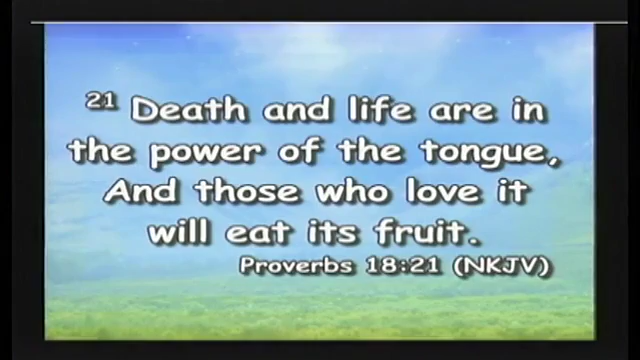 21 Death and life are in
the power of the tongue,
And those who love it
will eat its fruit.
Proverbs 18:21 (NKJV)